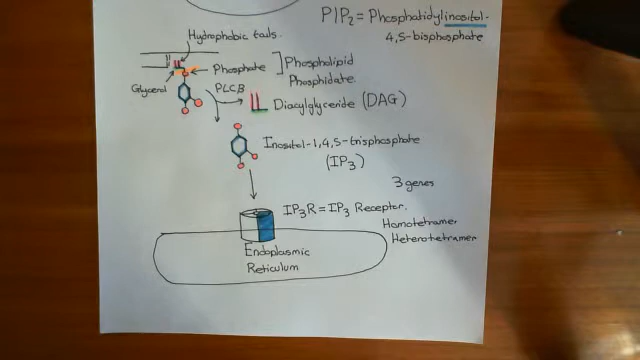 PIP2 = Phosphatidylinositol-
4,5-bisphosphate
Hydrophobic tails.
Phosphate
Phospholipid
Phosphidate
Glycerol
PLCβ
Diacylglyceride (DAG)
Inositol-1,4,5-trisphosphate
(IP3)
3 genes
IP3R = IP3 Receptor.
Homotetramer
Heterotetramer
Endoplasmic
Reticulum